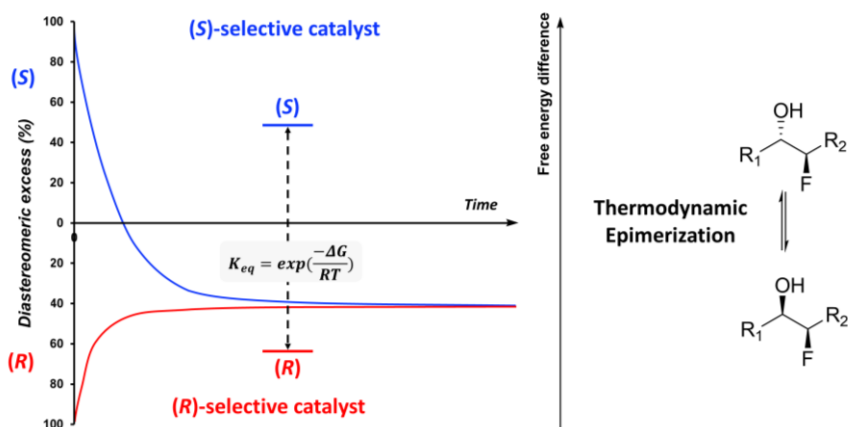 (S)-selective catalyst
(S)
Diastereomeric excess (%)
(R)
100
80
60
40
20
0
20
40
60
80
100
(S)
Time
K_eq = exp(−ΔG/RT)
(R)
(R)-selective catalyst
Free energy difference
Thermodynamic
Epimerization
OH
R1
R2
F
OH
R1
R2
F